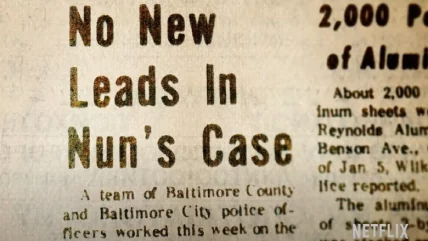 No New
Leads In
Nun's Case
A team of Baltimore County
and Baltimore City police of-
ficers worked this week on the
2,000
of
About 2,000
inum sheets
Reynolds
Benson Ave.,
of Jan 5,
lice reported.
The
of
NETFLIX